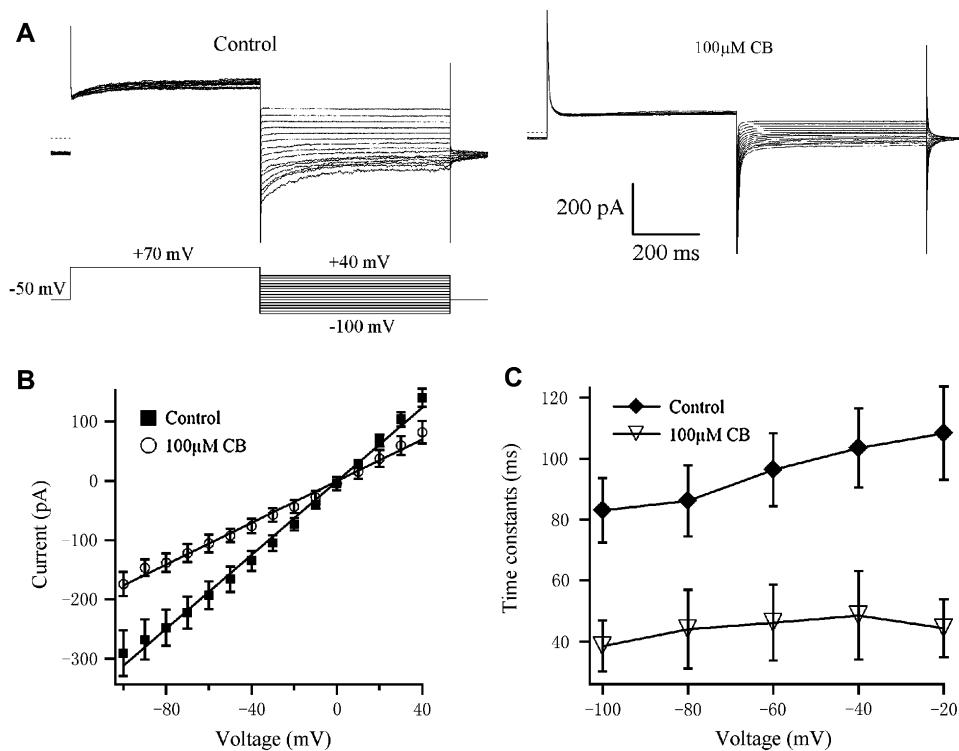 A
Control
100µM CB
200 pA
200 ms
+70 mV
+40 mV
-50 mV
-100 mV
B
Control
100µM CB
100
0
-100
-200
-300
Current (pA)
-80
-40
0
40
Voltage (mV)
C
Control
100µM CB
120
100
80
60
40
Time constants (ms)
-100
-80
-60
-40
-20
Voltage (mV)